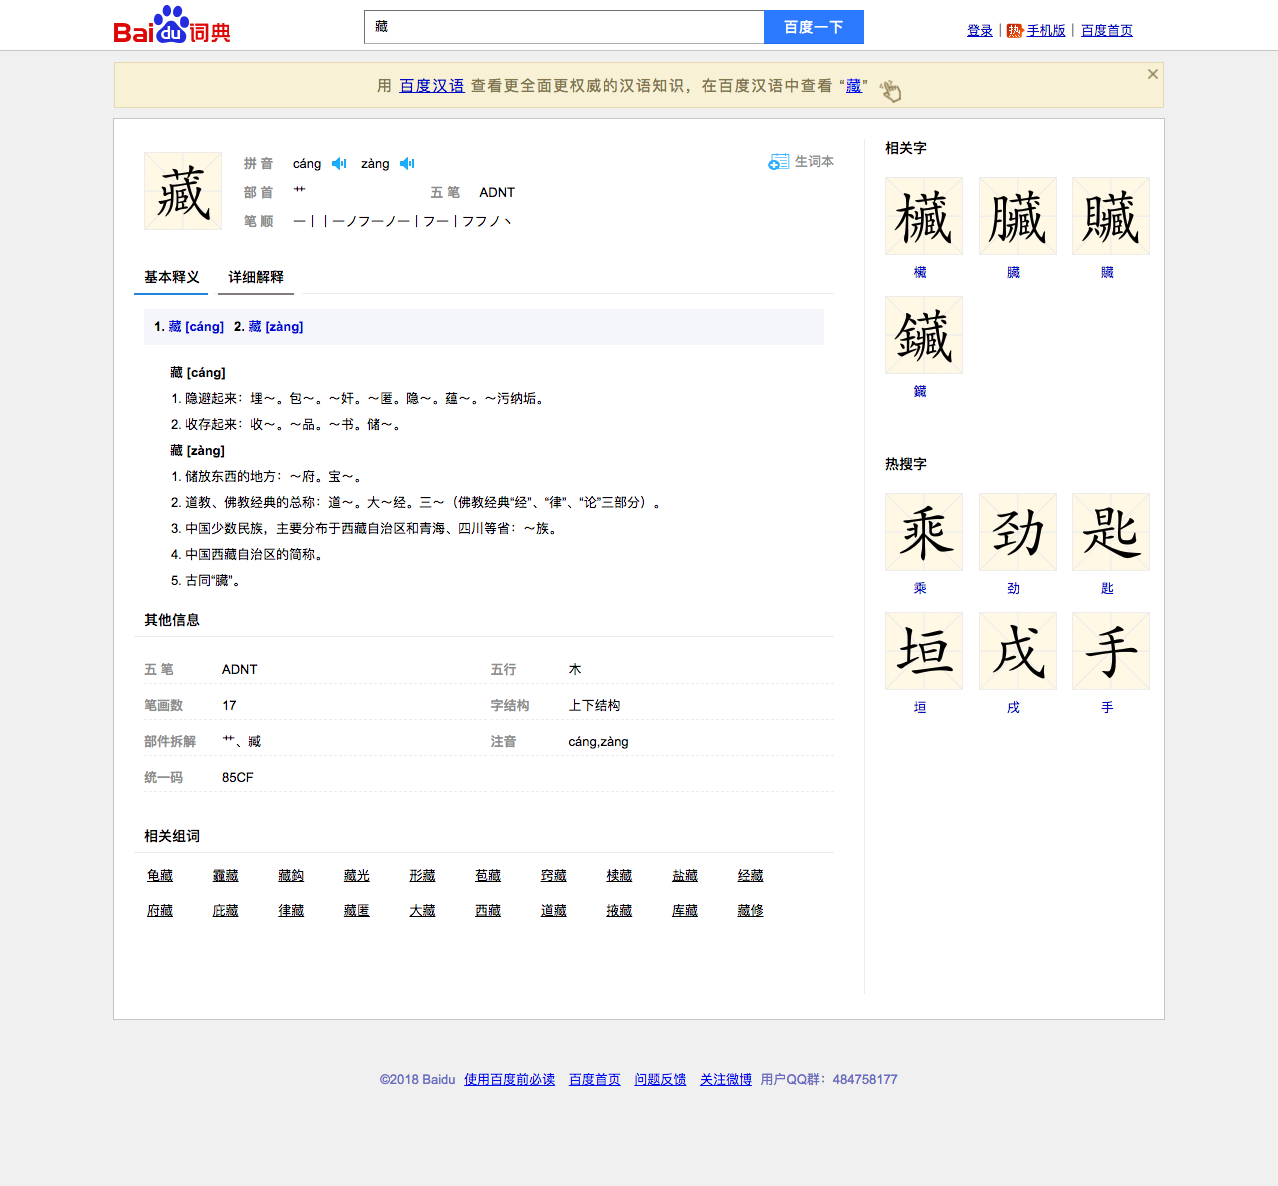 Baidu词典
藏
百度一下
登录 | 热 手机版 | 百度首页
用 百度汉语 查看更全面更权威的汉语知识，在百度汉语中查看 “藏”
藏
拼 音 cáng zàng
生词本
部 首 艹 五 笔 ADNT
笔 顺 一丨丨一ノフ一ノ一丨フ一丨フフノ丶
基本释义 详细解释
1. 藏 [cáng] 2. 藏 [zàng]
藏 [cáng]
1. 隐避起来：埋～。包～。～奸。～匿。隐～。蕴～。～污纳垢。
2. 收存起来：收～。～品。～书。储～。
藏 [zàng]
1. 储放东西的地方：～府。宝～。
2. 道教、佛教经典的总称：道～。大～经。三～（佛教经典“经”、“律”、“论”三部分）。
3. 中国少数民族，主要分布于西藏自治区和青海、四川等省：～族。
4. 中国西藏自治区的简称。
5. 古同“臓”。
其他信息
五 笔 ADNT 五行 木
笔画数 17 字结构 上下结构
部件拆解 艹、臧 注音 cáng,zàng
统一码 85CF
相关组词
龟藏 霾藏 藏鈎 藏光 形藏 苞藏 窍藏 椟藏 盐藏 经藏
府藏 庇藏 律藏 藏匿 大藏 西藏 道藏 掖藏 库藏 藏修
相关字
欌 臓 贜
欌 臓 贜
鑶
鑶
热搜字
乘 劲 匙
乘 劲 匙
垣 戌 手
垣 戌 手
©2018 Baidu 使用百度前必读 百度首页 问题反馈 关注微博 用户QQ群：484758177